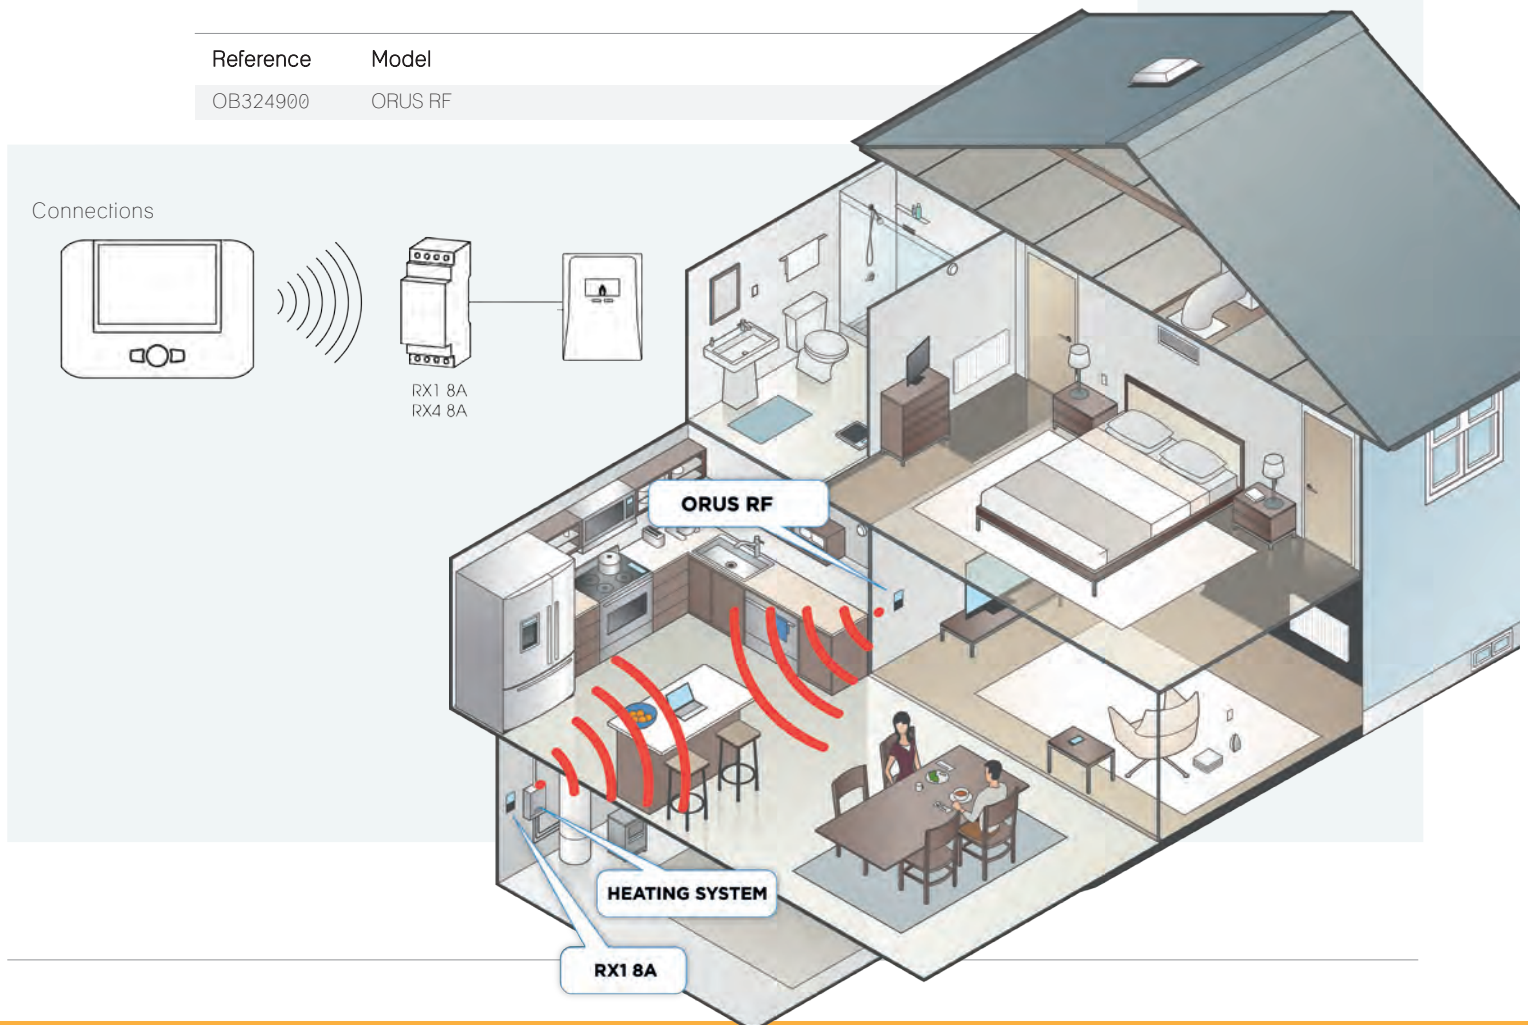 Reference Model
OB324900 ORUS RF
Connections
RX1 8A
RX4 8A
ORUS RF
HEATING SYSTEM
RX1 8A